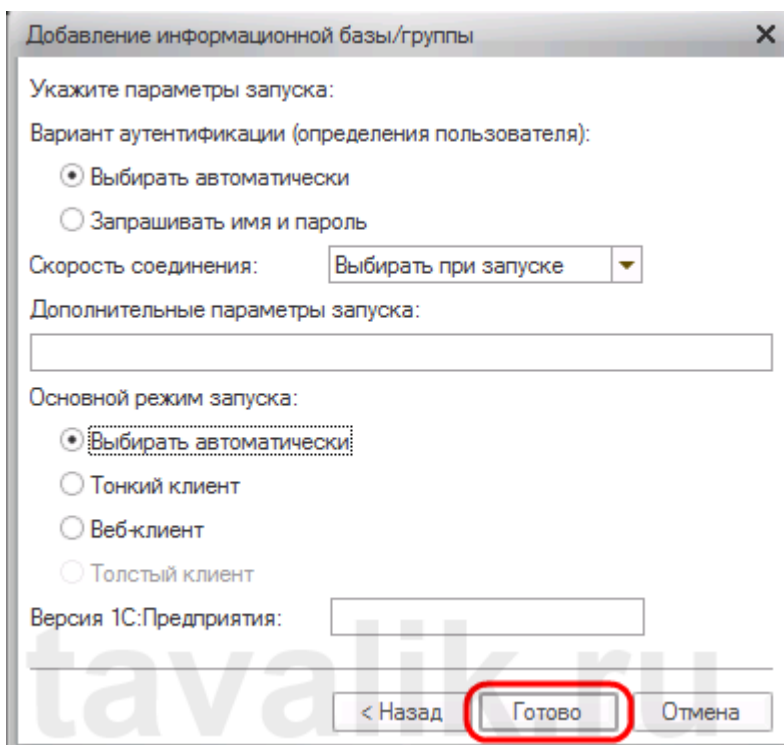 Добавление информационной базы/группы
Укажите параметры запуска:
Вариант аутентификации (определения пользователя):
Выбирать автоматически
Запрашивать имя и пароль
Скорость соединения: Выбирать при запуске
Дополнительные параметры запуска:
Основной режим запуска:
Выбирать автоматически
Тонкий клиент
Веб-клиент
Толстый клиент
Версия 1С:Предприятия:
tavalik.ru
< Назад Готово Отмена